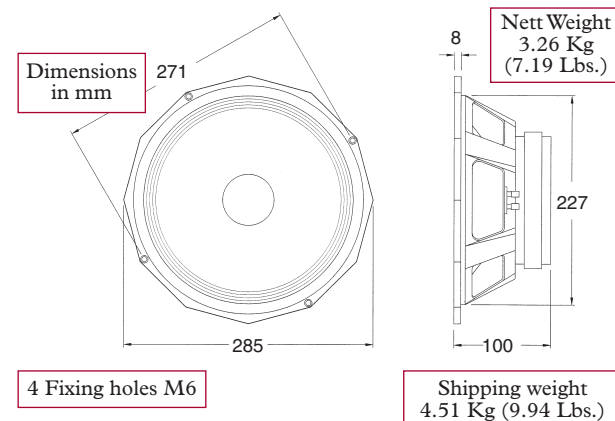 Dimensions
in mm
271
8
Nett Weight
3.26 Kg
(7.19 Lbs.)
227
285
100
4 Fixing holes M6
Shipping weight
4.51 Kg (9.94 Lbs.)